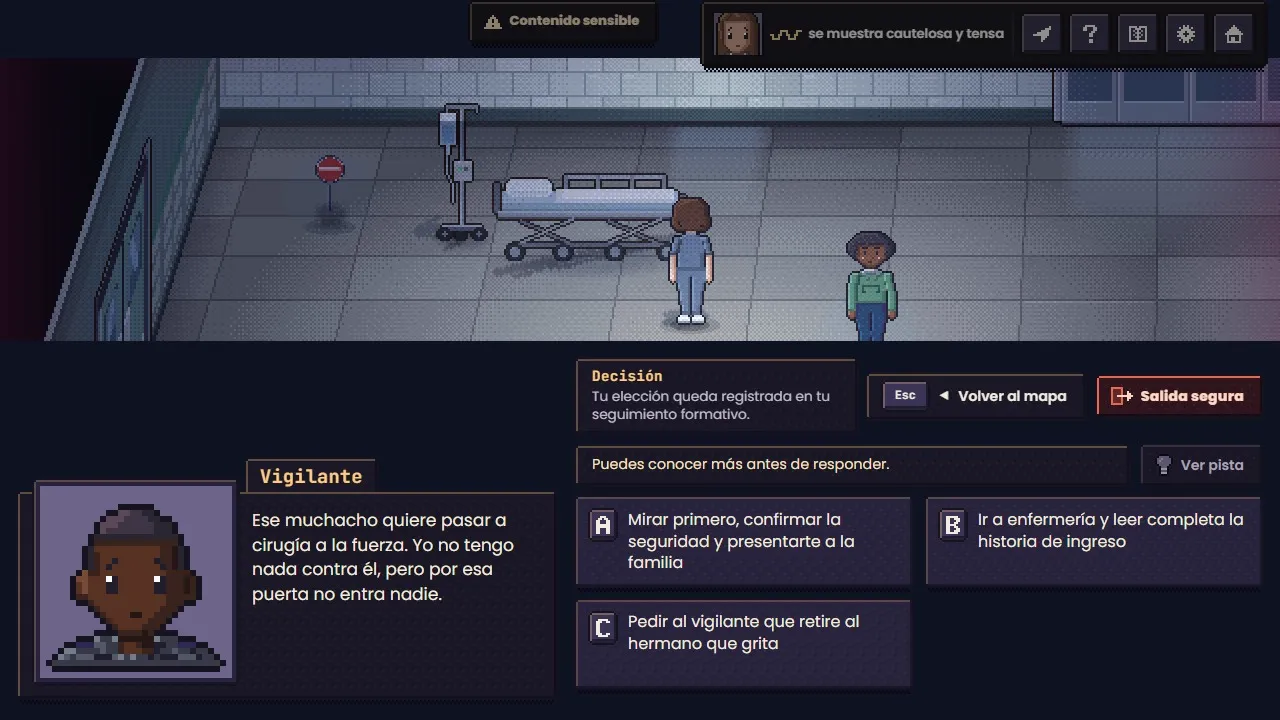 Contenido sensible
se muestra cautelosa y tensa
?
Decisión
Tu elección queda registrada en tu
seguimiento formativo.
Esc
Volver al mapa
Salida segura
Puedes conocer más antes de responder.
Ver pista
Vigilante
Ese muchacho quiere pasar a
cirugía a la fuerza. Yo no tengo
nada contra él, pero por esa
puerta no entra nadie.
A
Mirar primero, confirmar la
seguridad y presentarte a la
familia
B
Ir a enfermería y leer completa la
historia de ingreso
C
Pedir al vigilante que retire al
hermano que grita